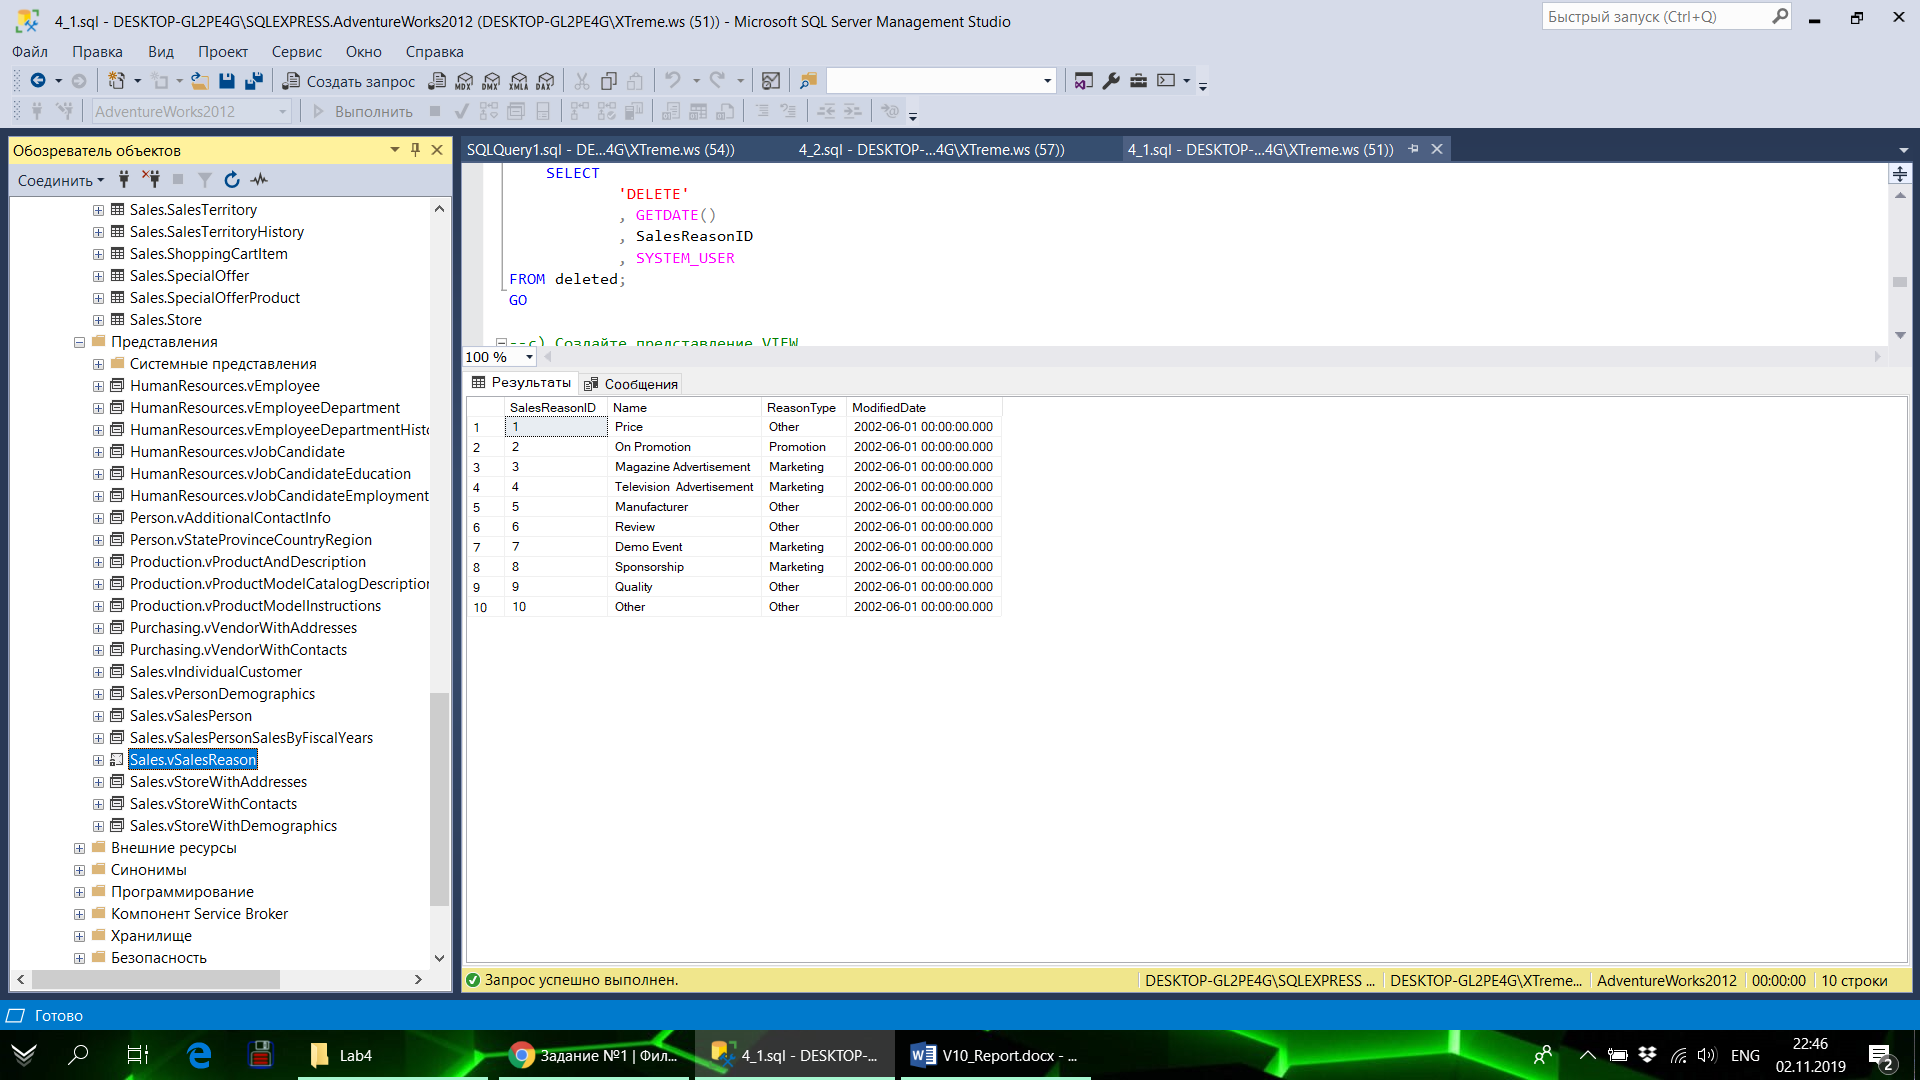 4_1.sql - DESKTOP-GL2PE4G\SQLEXPRESS.AdventureWorks2012 (DESKTOP-GL2PE4G\XTreme.ws (51)) - Microsoft SQL Server Management Studio
Быстрый запуск (Ctrl+Q)
Файл Правка Вид Проект Сервис Окно Справка
Создать запрос MDX DMX XMLA DAX
AdventureWorks2012 Выполнить
Обозреватель объектов
SQLQuery1.sql - DE...4G\XTreme.ws (54)) 4_2.sql - DESKTOP-...4G\XTreme.ws (57)) 4_1.sql - DESKTOP-...4G\XTreme.ws (51))
Соединить
Sales.SalesTerritory
Sales.SalesTerritoryHistory
Sales.ShoppingCartItem
Sales.SpecialOffer
Sales.SpecialOfferProduct
Sales.Store
Представления
Системные представления
HumanResources.vEmployee
HumanResources.vEmployeeDepartment
HumanResources.vEmployeeDepartmentHisto
HumanResources.vJobCandidate
HumanResources.vJobCandidateEducation
HumanResources.vJobCandidateEmployment
Person.vAdditionalContactInfo
Person.vStateProvinceCountryRegion
Production.vProductAndDescription
Production.vProductModelCatalogDescription
Production.vProductModelInstructions
Purchasing.vVendorWithAddresses
Purchasing.vVendorWithContacts
Sales.vIndividualCustomer
Sales.vPersonDemographics
Sales.vSalesPerson
Sales.vSalesPersonSalesByFiscalYears
Sales.vSalesReason
Sales.vStoreWithAddresses
Sales.vStoreWithContacts
Sales.vStoreWithDemographics
Внешние ресурсы
Синонимы
Программирование
Компонент Service Broker
Хранилище
Безопасность
SELECT
'DELETE'
, GETDATE()
, SalesReasonID
, SYSTEM_USER
FROM deleted;
GO
--c) Создайте представление VIEW
100 %
Результаты Сообщения
SalesReasonID Name ReasonType ModifiedDate
1 1 Price Other 2002-06-01 00:00:00.000
2 2 On Promotion Promotion 2002-06-01 00:00:00.000
3 3 Magazine Advertisement Marketing 2002-06-01 00:00:00.000
4 4 Television Advertisement Marketing 2002-06-01 00:00:00.000
5 5 Manufacturer Other 2002-06-01 00:00:00.000
6 6 Review Other 2002-06-01 00:00:00.000
7 7 Demo Event Marketing 2002-06-01 00:00:00.000
8 8 Sponsorship Marketing 2002-06-01 00:00:00.000
9 9 Quality Other 2002-06-01 00:00:00.000
10 10 Other Other 2002-06-01 00:00:00.000
Запрос успешно выполнен. DESKTOP-GL2PE4G\SQLEXPRESS ... DESKTOP-GL2PE4G\XTreme... AdventureWorks2012 00:00:00 10 строки
Готово
Lab4 Задание №1 | Фил... 4_1.sql - DESKTOP-... V10_Report.docx - ... ENG 22:46
02.11.2019
2